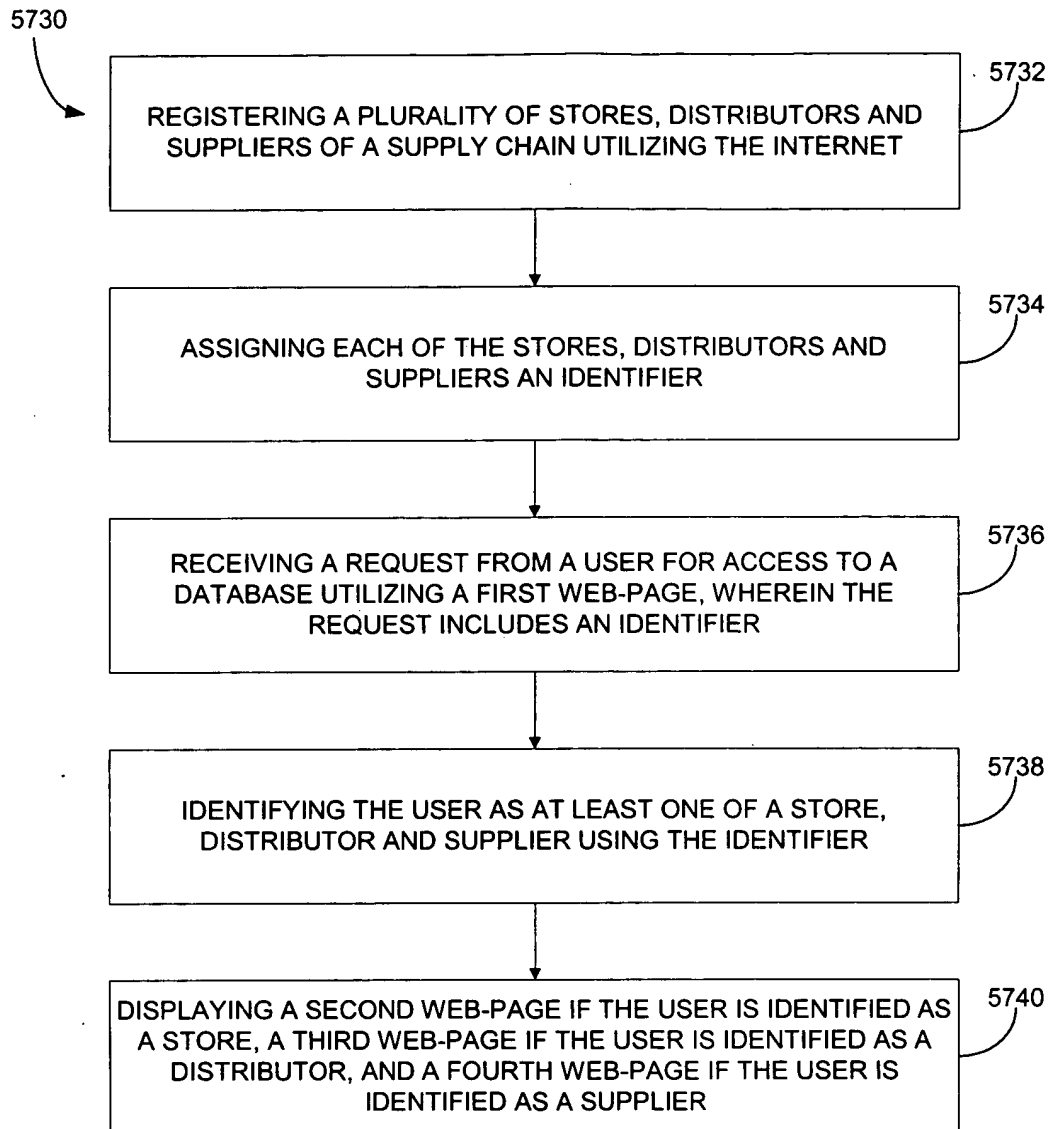 5730
5732
REGISTERING A PLURALITY OF STORES, DISTRIBUTORS AND
SUPPLIERS OF A SUPPLY CHAIN UTILIZING THE INTERNET
5734
ASSIGNING EACH OF THE STORES, DISTRIBUTORS AND
SUPPLIERS AN IDENTIFIER
5736
RECEIVING A REQUEST FROM A USER FOR ACCESS TO A
DATABASE UTILIZING A FIRST WEB-PAGE, WHEREIN THE
REQUEST INCLUDES AN IDENTIFIER
5738
IDENTIFYING THE USER AS AT LEAST ONE OF A STORE,
DISTRIBUTOR AND SUPPLIER USING THE IDENTIFIER
5740
DISPLAYING A SECOND WEB-PAGE IF THE USER IS IDENTIFIED AS
A STORE, A THIRD WEB-PAGE IF THE USER IS IDENTIFIED AS A
DISTRIBUTOR, AND A FOURTH WEB-PAGE IF THE USER IS
IDENTIFIED AS A SUPPLIER